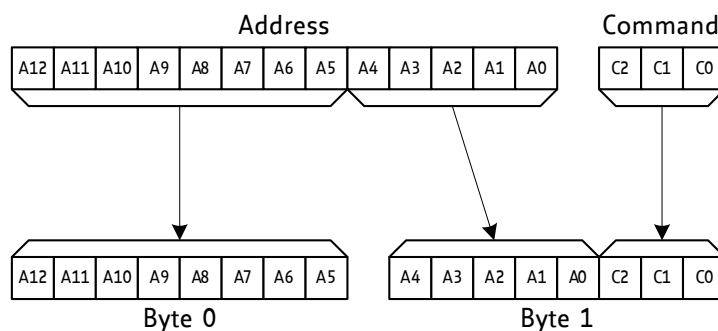 Address Command
A12 A11 A10 A9 A8 A7 A6 A5 A4 A3 A2 A1 A0 C2 C1 C0
A12 A11 A10 A9 A8 A7 A6 A5 A4 A3 A2 A1 A0 C2 C1 C0
Byte 0 Byte 1